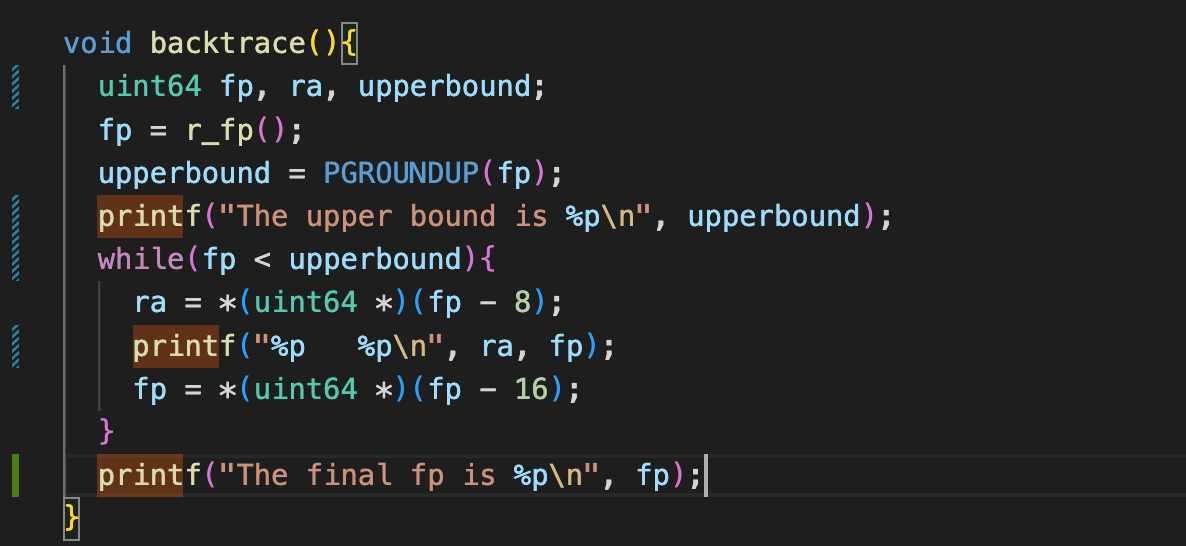 void backtrace(){
  uint64 fp, ra, upperbound;
  fp = r_fp();
  upperbound = PGROUNDUP(fp);
  printf("The upper bound is %p\n", upperbound);
  while(fp < upperbound){
    ra = *(uint64 *)(fp - 8);
    printf("%p   %p\n", ra, fp);
    fp = *(uint64 *)(fp - 16);
  }
  printf("The final fp is %p\n", fp);
}